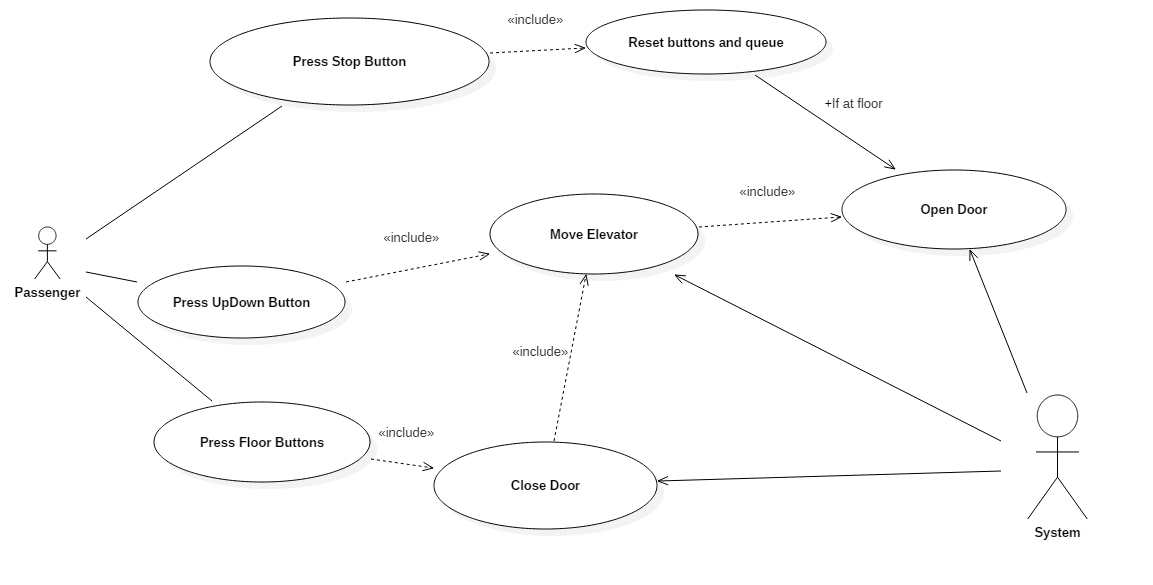 «include»
Press Stop Button
Reset buttons and queue
+If at floor
«include»
Open Door
«include»
Move Elevator
Passenger
Press UpDown Button
«include»
«include»
Press Floor Buttons
Close Door
System